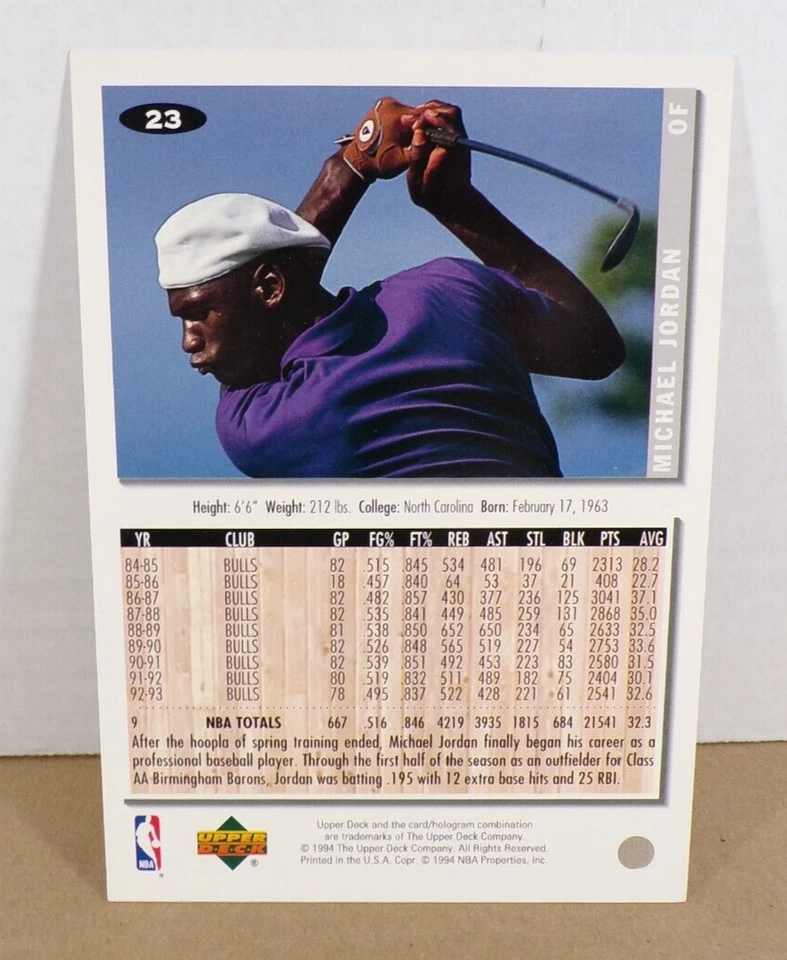 23
MICHAEL JORDAN OF
Height: 6'6" Weight: 212 lbs. College: North Carolina Born: February 17, 1963
YR CLUB GP FG% FT% REB AST STL BLK PTS AVG
84-85 BULLS 82 .515 .845 534 481 196 69 2313 28.2
85-86 BULLS 18 .457 .840 64 53 37 21 408 22.7
86-87 BULLS 82 .482 .857 430 377 236 125 3041 37.1
87-88 BULLS 82 .535 .841 449 485 259 131 2868 35.0
88-89 BULLS 81 .538 .850 652 650 234 65 2633 32.5
89-90 BULLS 82 .526 .848 565 519 227 54 2753 33.6
90-91 BULLS 82 .539 .851 492 453 223 83 2580 31.5
91-92 BULLS 80 .519 .832 511 489 182 75 2404 30.1
92-93 BULLS 78 .495 .837 522 428 221 61 2541 32.6
9 NBA TOTALS 667 .516 .846 4219 3935 1815 684 21541 32.3
After the hoopla of spring training ended, Michael Jordan finally began his career as a
professional baseball player. Through the first half of the season as an outfielder for Class
AA Birmingham Barons, Jordan was batting .195 with 12 extra base hits and 25 RBI.
NBA
®
UPPER
DECK
®
Upper Deck and the card/hologram combination
are trademarks of The Upper Deck Company.
© 1994 The Upper Deck Company. All Rights Reserved.
Printed in the U.S.A. Copr. © 1994 NBA Properties, Inc.